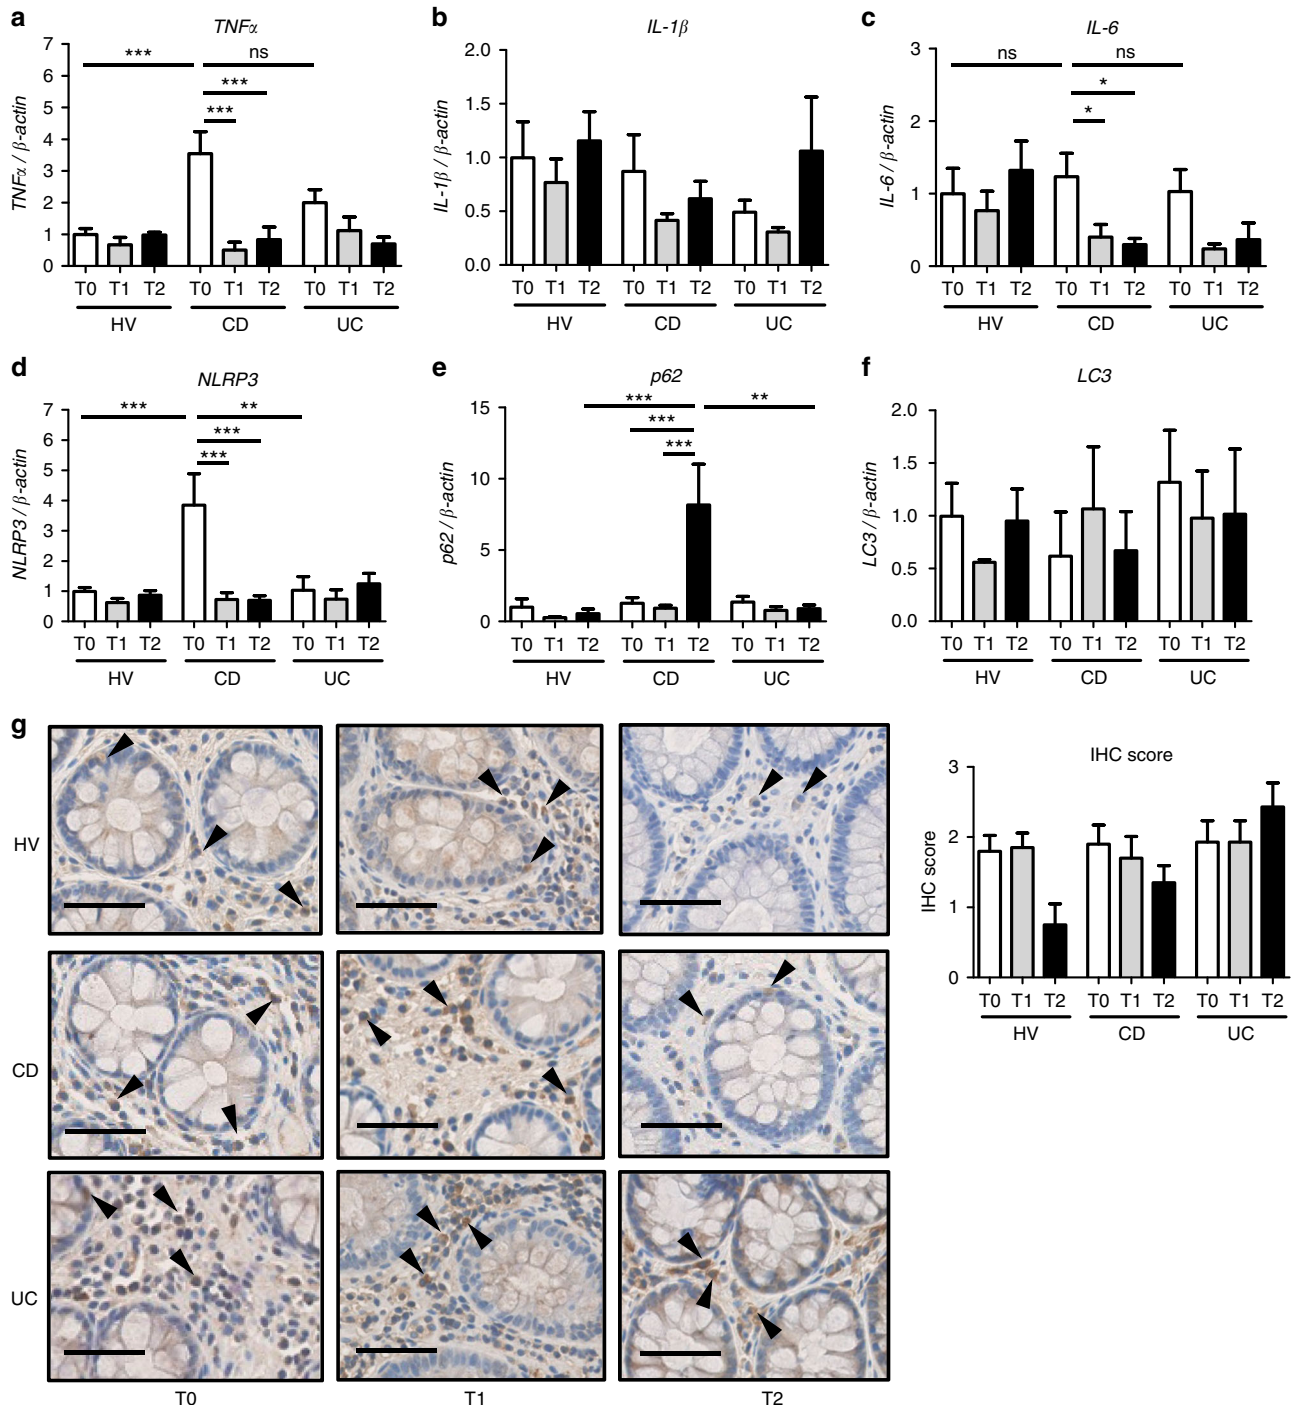 a
TNFα
TNFα / β-actin
7
6
5
4
3
2
1
0
***
ns
***
***
T0 T1 T2 T0 T1 T2 T0 T1 T2
HV CD UC
b
IL-1β
IL-1β / β-actin
2.0
1.5
1.0
0.5
0.0
T0 T1 T2 T0 T1 T2 T0 T1 T2
HV CD UC
c
IL-6
IL-6 / β-actin
3
2
1
0
ns
ns
*
*
T0 T1 T2 T0 T1 T2 T0 T1 T2
HV CD UC
d
NLRP3
NLRP3 / β-actin
7
6
5
4
3
2
1
0
***
**
***
***
T0 T1 T2 T0 T1 T2 T0 T1 T2
HV CD UC
e
p62
p62 / β-actin
15
10
5
0
***
**
***
***
T0 T1 T2 T0 T1 T2 T0 T1 T2
HV CD UC
f
LC3
LC3 / β-actin
2.0
1.5
1.0
0.5
0.0
T0 T1 T2 T0 T1 T2 T0 T1 T2
HV CD UC
g
HV
CD
UC
T0 T1 T2
IHC score
IHC score
3
2
1
0
T0 T1 T2 T0 T1 T2 T0 T1 T2
HV CD UC